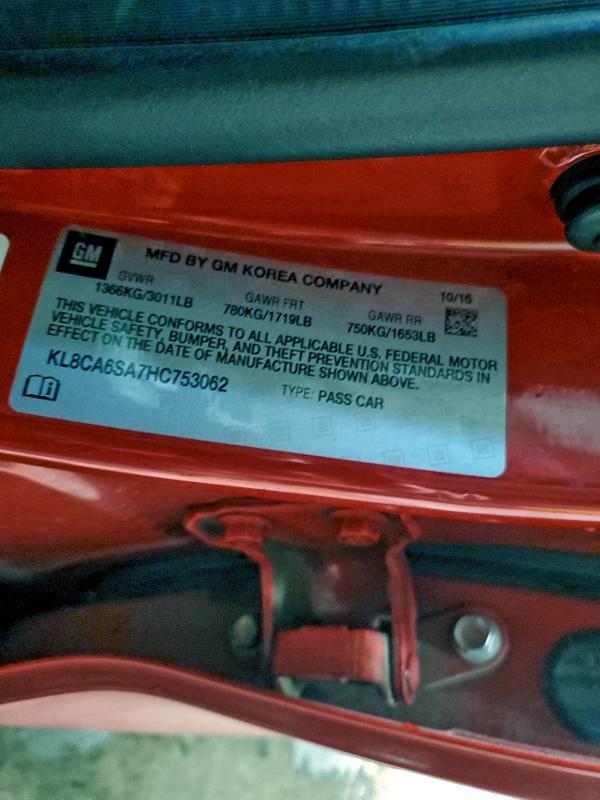 GM
MFD BY GM KOREA COMPANY
10/16
GVWR
GAWR FRT
GAWR RR
1366KG/3011LB
780KG/1719LB
750KG/1653LB
THIS VEHICLE CONFORMS TO ALL APPLICABLE U.S. FEDERAL MOTOR
VEHICLE SAFETY, BUMPER, AND THEFT PREVENTION STANDARDS IN
EFFECT ON THE DATE OF MANUFACTURE SHOWN ABOVE.
KL8CA6SA7HC753062
TYPE: PASS CAR